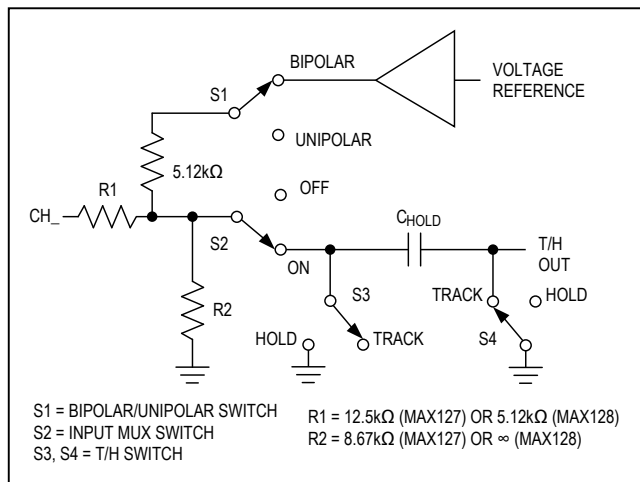 BIPOLAR
VOLTAGE
REFERENCE
S1
UNIPOLAR
5.12kΩ
OFF
R1
CH_
S2
CHOLD
T/H
OUT
ON
S3
TRACK
HOLD
R2
HOLD
TRACK
S4
S1 = BIPOLAR/UNIPOLAR SWITCH
S2 = INPUT MUX SWITCH
S3, S4 = T/H SWITCH
R1 = 12.5kΩ (MAX127) OR 5.12kΩ (MAX128)
R2 = 8.67kΩ (MAX127) OR ∞ (MAX128)